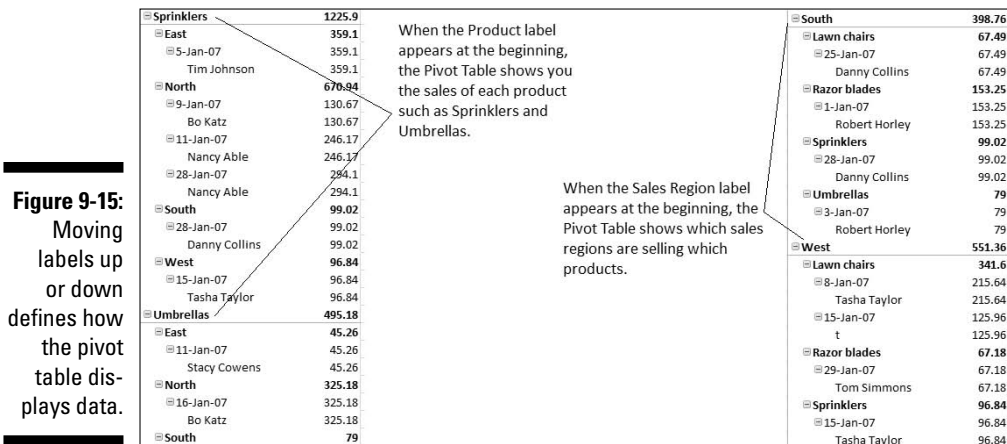 Sprinklers 1225.9
East 359.1
5-Jan-07 359.1
Tim Johnson 359.1
North 670.94
9-Jan-07 130.67
Bo Katz 130.67
11-Jan-07 246.17
Nancy Able 246.17
28-Jan-07 294.1
Nancy Able 294.1
South 99.02
28-Jan-07 99.02
Danny Collins 99.02
West 96.84
15-Jan-07 96.84
Tasha Taylor 96.84
Umbrellas 495.18
East 45.26
11-Jan-07 45.26
Stacy Cowens 45.26
North 325.18
16-Jan-07 325.18
Bo Katz 325.18
South 79
When the Product label
appears at the beginning,
the Pivot Table shows you
the sales of each product
such as Sprinklers and
Umbrellas.
When the Sales Region label
appears at the beginning, the
Pivot Table shows which sales
regions are selling which
products.
South 398.76
Lawn chairs 67.49
25-Jan-07 67.49
Danny Collins 67.49
Razor blades 153.25
1-Jan-07 153.25
Robert Horley 153.25
Sprinklers 99.02
28-Jan-07 99.02
Danny Collins 99.02
Umbrellas 79
3-Jan-07 79
Robert Horley 79
West 551.36
Lawn chairs 341.6
8-Jan-07 215.64
Tasha Taylor 215.64
15-Jan-07 125.96
t 125.96
Razor blades 67.18
29-Jan-07 67.18
Tom Simmons 67.18
Sprinklers 96.84
15-Jan-07 96.84
Tasha Taylor 96.84
Figure 9-15:
Moving
labels up
or down
defines how
the pivot
table dis-
plays data.